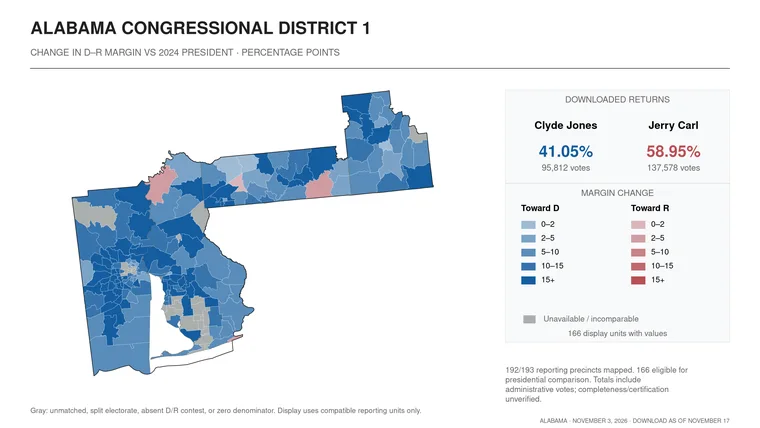 ALABAMA CONGRESSIONAL DISTRICT 1
CHANGE IN D–R MARGIN VS 2024 PRESIDENT · PERCENTAGE POINTS
DOWNLOADED RETURNS
Clyde Jones Jerry Carl
41.05% 58.95%
95,812 votes 137,578 votes
MARGIN CHANGE
Toward D Toward R
0–2 0–2
2–5 2–5
5–10 5–10
10–15 10–15
15+ 15+
Unavailable / incomparable
166 display units with values
192/193 reporting precincts mapped. 166 eligible for
presidential comparison. Totals include
administrative votes; completeness/certification
unverified.
Gray: unmatched, split electorate, absent D/R contest, or zero denominator. Display uses compatible reporting units only.
ALABAMA · NOVEMBER 3, 2026 · DOWNLOAD AS OF NOVEMBER 17